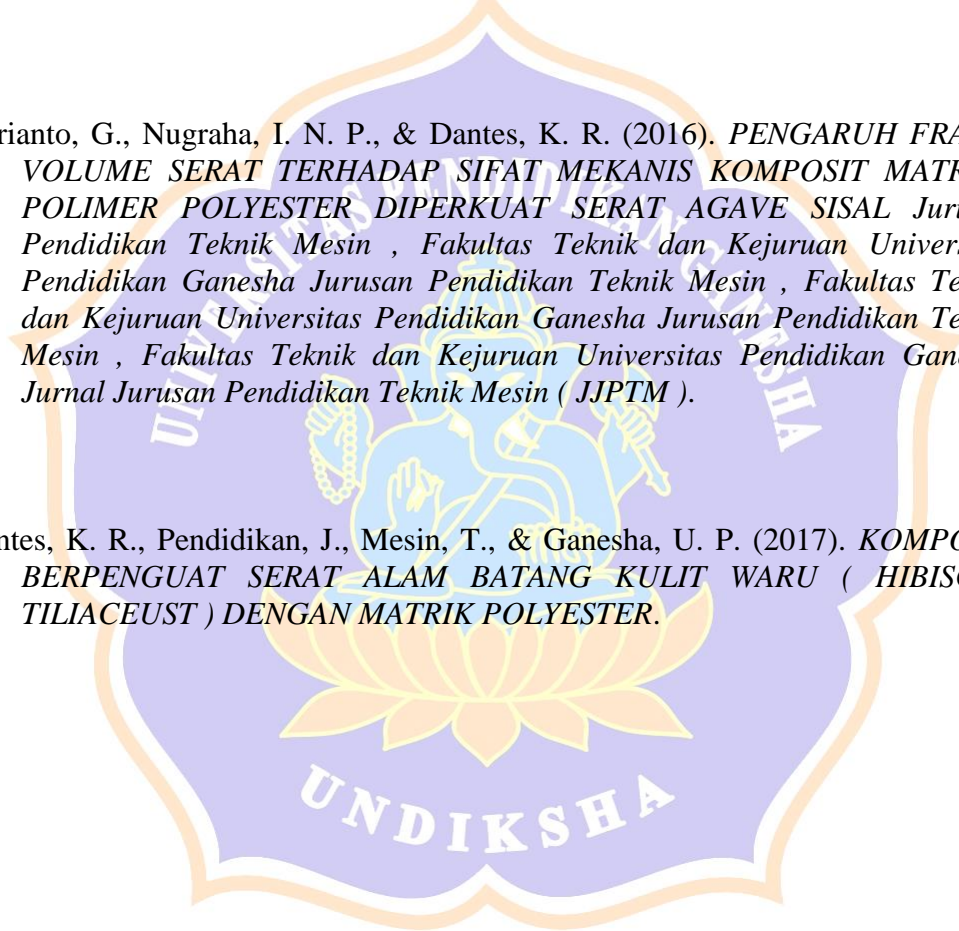 rianto, G., Nugraha, I. N. P., & Dantes, K. R. (2016). PENGARUH FRA
VOLUME SERAT TERHADAP SIFAT MEKANIS KOMPOSIT MATR
POLIMER POLYESTER DIPERKUAT SERAT AGAVE SISAL Juru
Pendidikan Teknik Mesin , Fakultas Teknik dan Kejuruan Univers
Pendidikan Ganesha Jurusan Pendidikan Teknik Mesin , Fakultas Te
dan Kejuruan Universitas Pendidikan Ganesha Jurusan Pendidikan Te
Mesin , Fakultas Teknik dan Kejuruan Universitas Pendidikan Gane
Jurnal Jurusan Pendidikan Teknik Mesin ( JJPTM ).
ntes, K. R., Pendidikan, J., Mesin, T., & Ganesha, U. P. (2017). KOMPO
BERPENGUAT SERAT ALAM BATANG KULIT WARU ( HIBISC
TILIACEUST ) DENGAN MATRIK POLYESTER.
UNIVERSITAS PENDIDIKAN GANESHA
UNDIKSHA